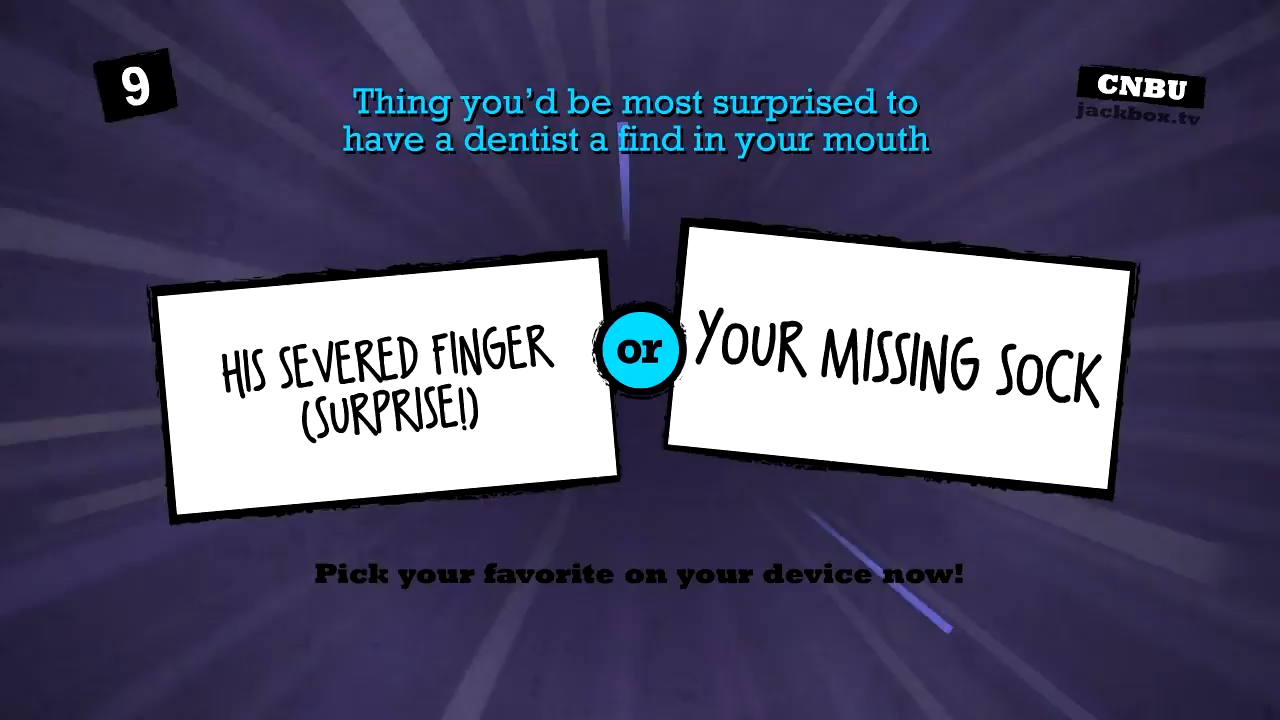 9
CNBU
jackbox.tv
Thing you'd be most surprised to
have a dentist a find in your mouth
HIS SEVERED FINGER
(SURPRISE!)
or
YOUR MISSING SOCK
Pick your favorite on your device now!